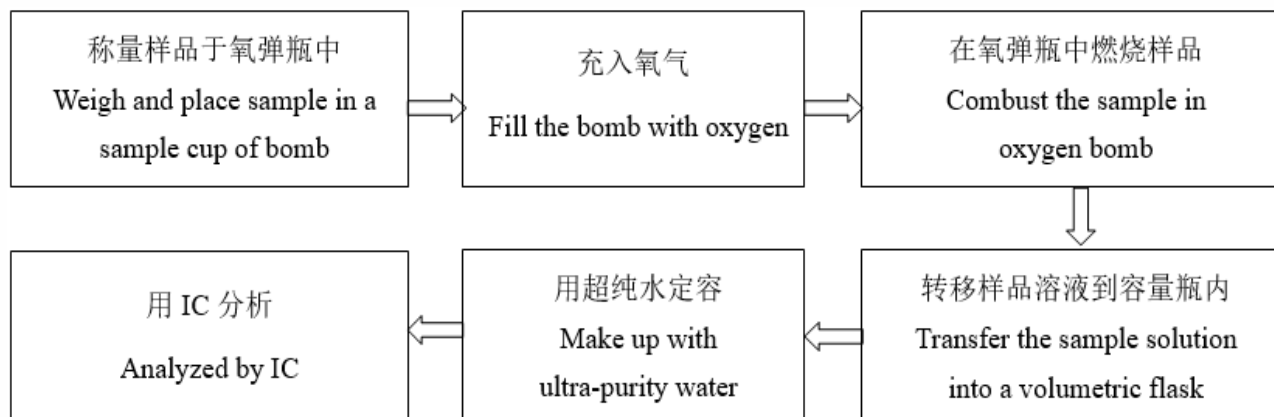 称量样品于氧弹瓶中
Weigh and place sample in a
sample cup of bomb
充入氧气
Fill the bomb with oxygen
在氧弹瓶中燃烧样品
Combust the sample in
oxygen bomb
转移样品溶液到容量瓶内
Transfer the sample solution
into a volumetric flask
用超纯水定容
Make up with
ultra-purity water
用 IC 分析
Analyzed by IC